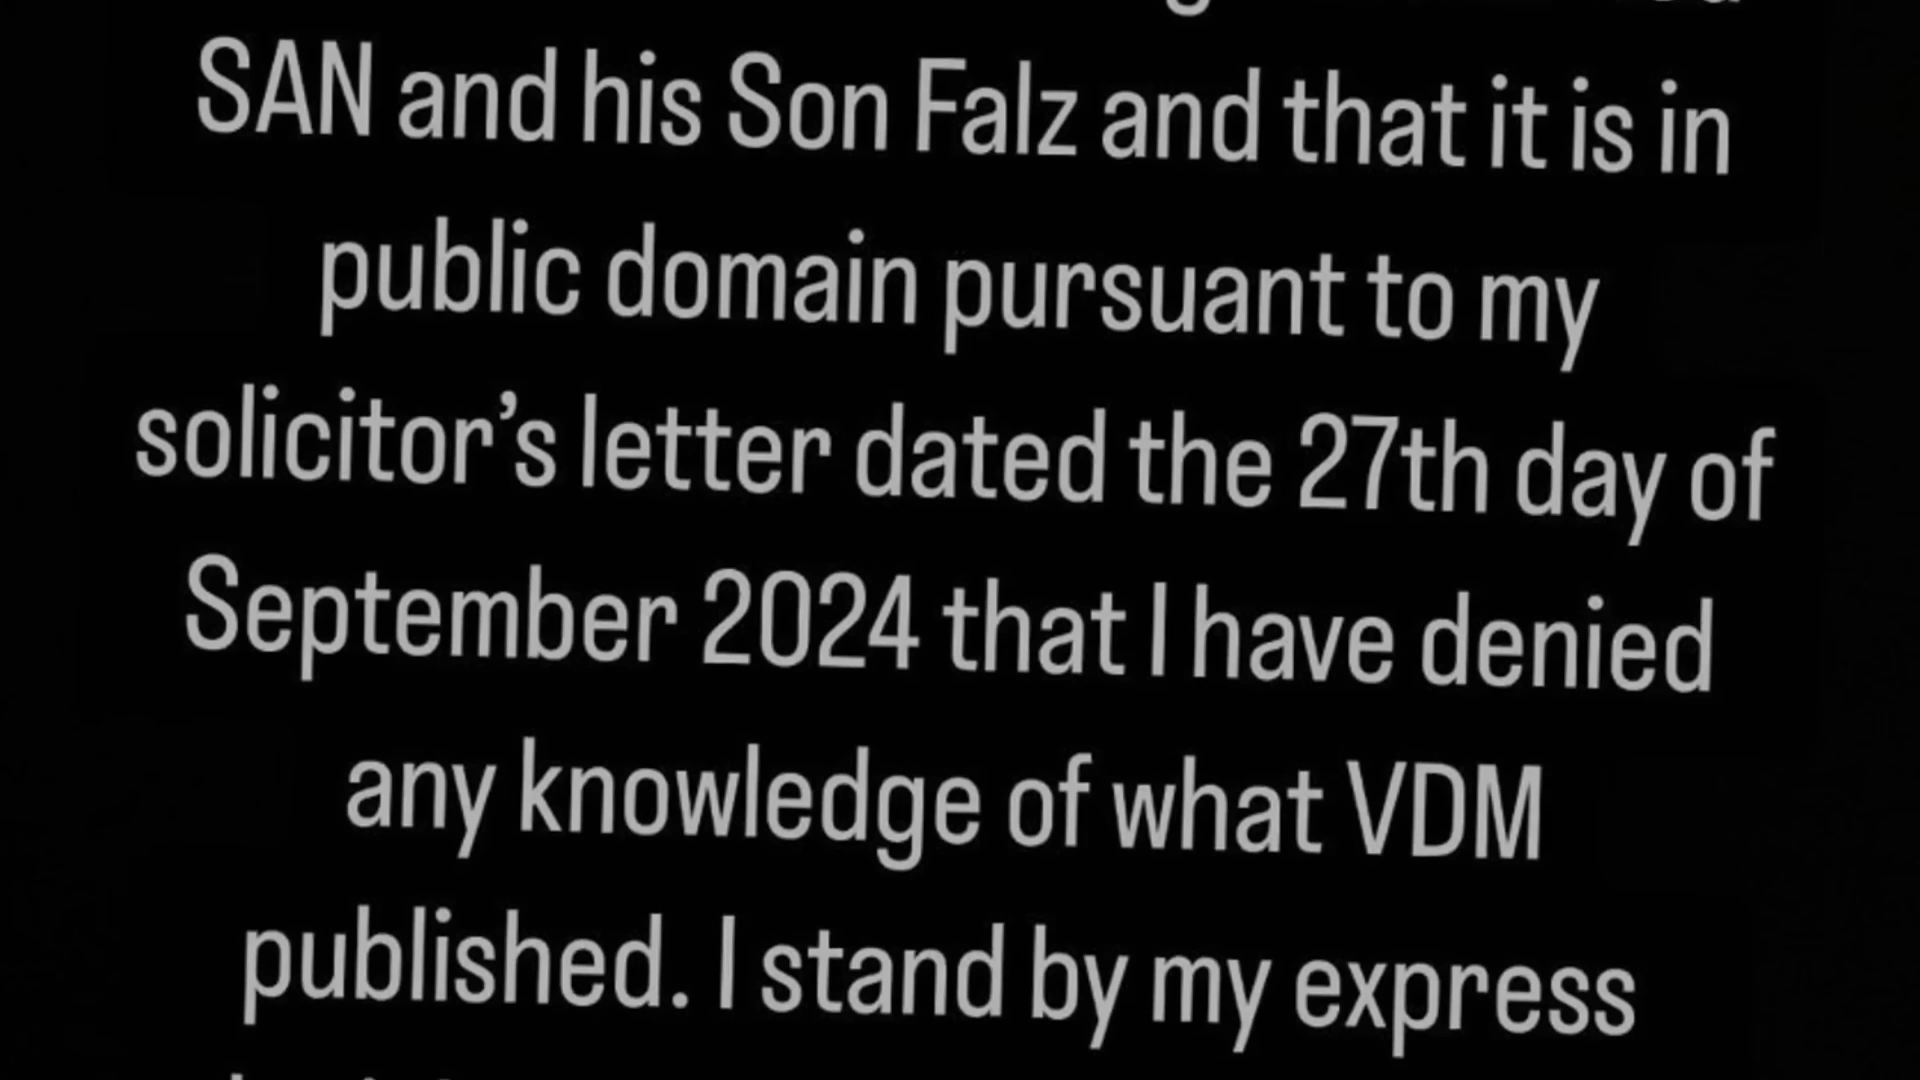 SAN and his Son Falz and that it is in
public domain pursuant to my
solicitor's letter dated the 27th day of
September 2024 that I have denied
any knowledge of what VDM
published. I stand by my express